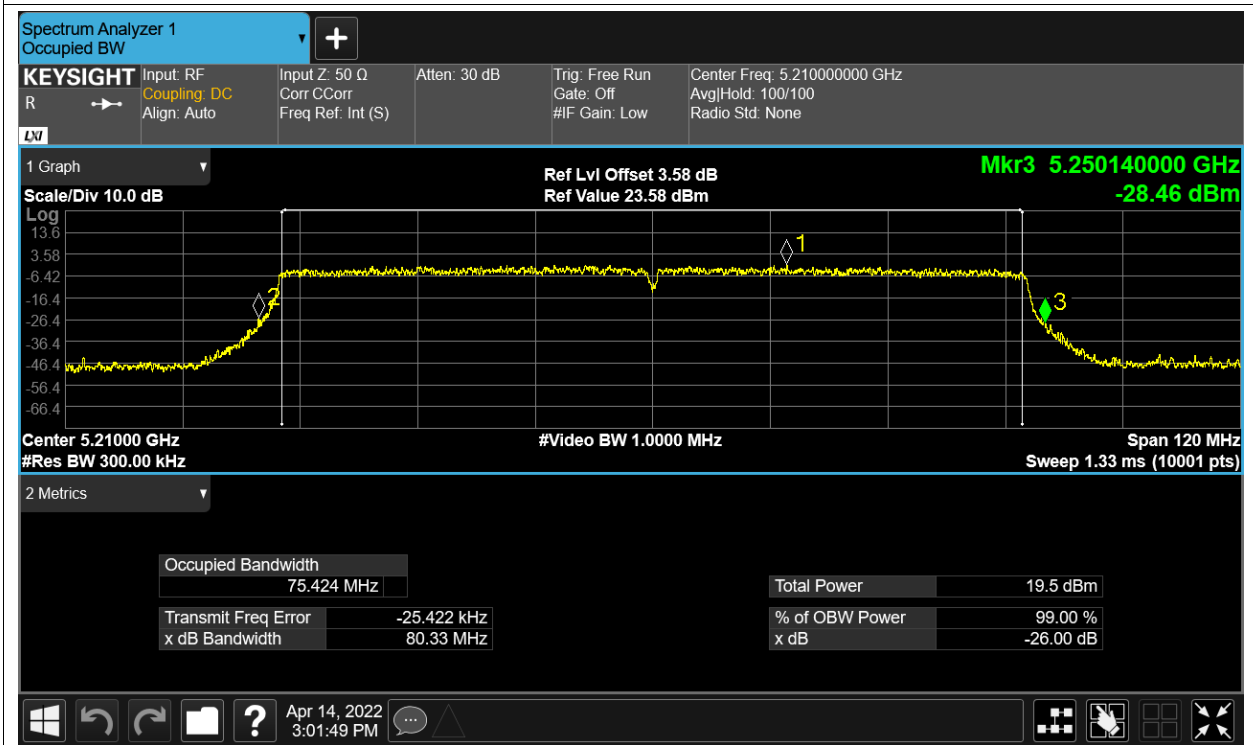 Spectrum Analyzer 1
Occupied BW
KEYSIGHT Input: RF Input Z: 50 Ω Atten: 30 dB Trig: Free Run Center Freq: 5.210000000 GHz
R Coupling: DC Corr CCorr Gate: Off Avg|Hold: 100/100
Align: Auto Freq Ref: Int (S) #IF Gain: Low Radio Std: None
LXI
1 Graph Ref Lvl Offset 3.58 dB Mkr3 5.250140000 GHz
Scale/Div 10.0 dB Ref Value 23.58 dBm -28.46 dBm
Log
13.6
3.58
-6.42
-16.4
-26.4
-36.4
-46.4
-56.4
-66.4
1
2
3
Center 5.21000 GHz #Video BW 1.0000 MHz Span 120 MHz
#Res BW 300.00 kHz Sweep 1.33 ms (10001 pts)
2 Metrics
Occupied Bandwidth
75.424 MHz Total Power 19.5 dBm
Transmit Freq Error -25.422 kHz % of OBW Power 99.00 %
x dB Bandwidth 80.33 MHz x dB -26.00 dB
? Apr 14, 2022
3:01:49 PM